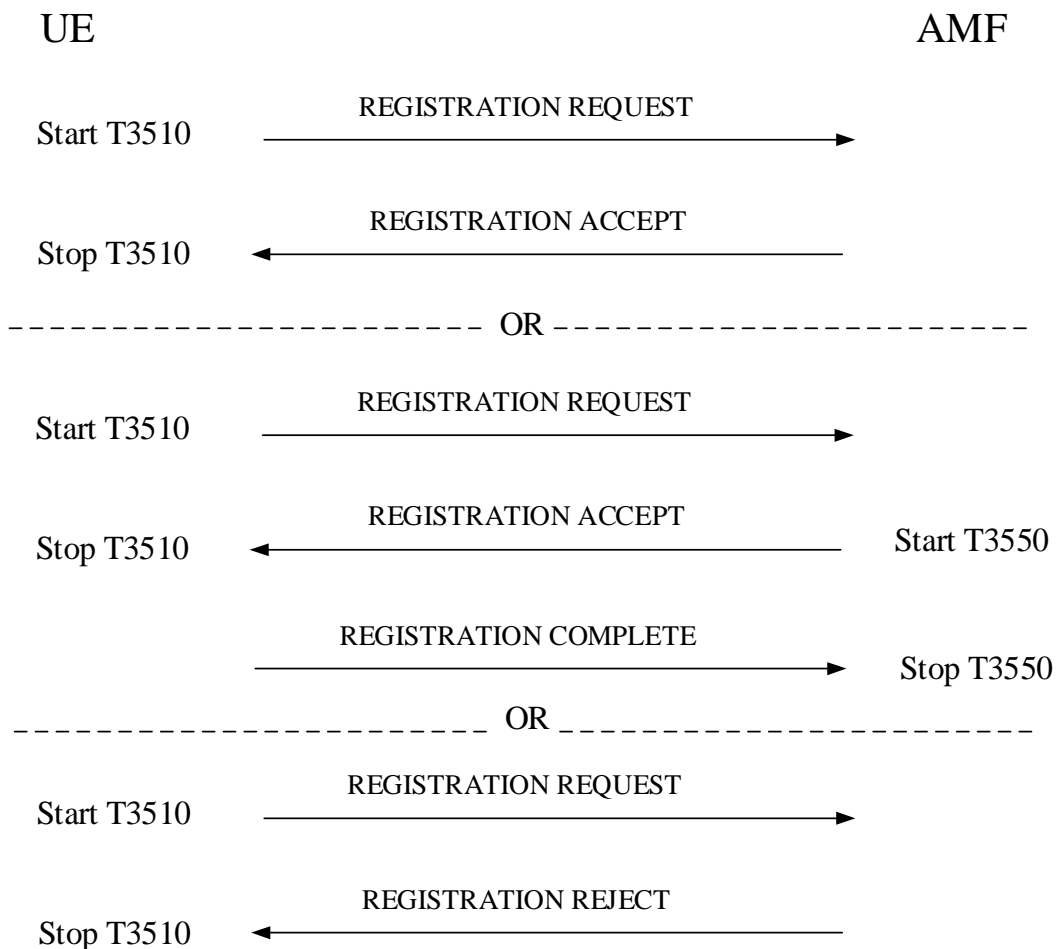 UE AMF
REGISTRATION REQUEST
Start T3510
REGISTRATION ACCEPT
Stop T3510
OR
REGISTRATION REQUEST
Start T3510
REGISTRATION ACCEPT
Stop T3510 Start T3550
REGISTRATION COMPLETE
Stop T3550
OR
REGISTRATION REQUEST
Start T3510
REGISTRATION REJECT
Stop T3510